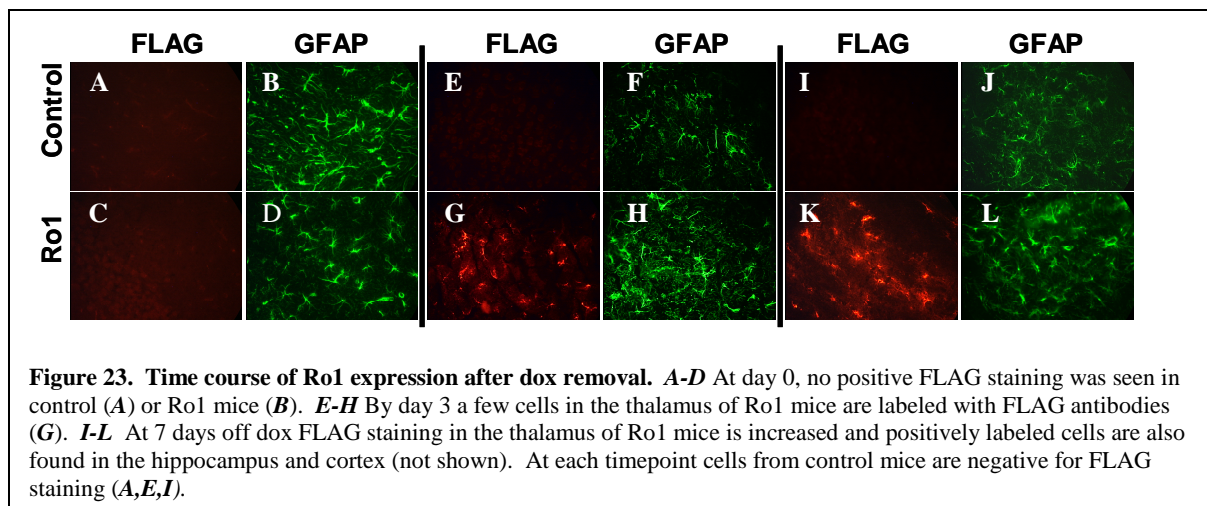 FLAG GFAP FLAG GFAP FLAG GFAP
Control
A B E F I J
Ro1
C D G H K L
Figure 23. Time course of Ro1 expression after dox removal. A-D At day 0, no positive FLAG staining was seen in
control (A) or Ro1 mice (B). E-H By day 3 a few cells in the thalamus of Ro1 mice are labeled with FLAG antibodies
(G). I-L At 7 days off dox FLAG staining in the thalamus of Ro1 mice is increased and positively labeled cells are also
found in the hippocampus and cortex (not shown). At each timepoint cells from control mice are negative for FLAG
staining (A,E,I).